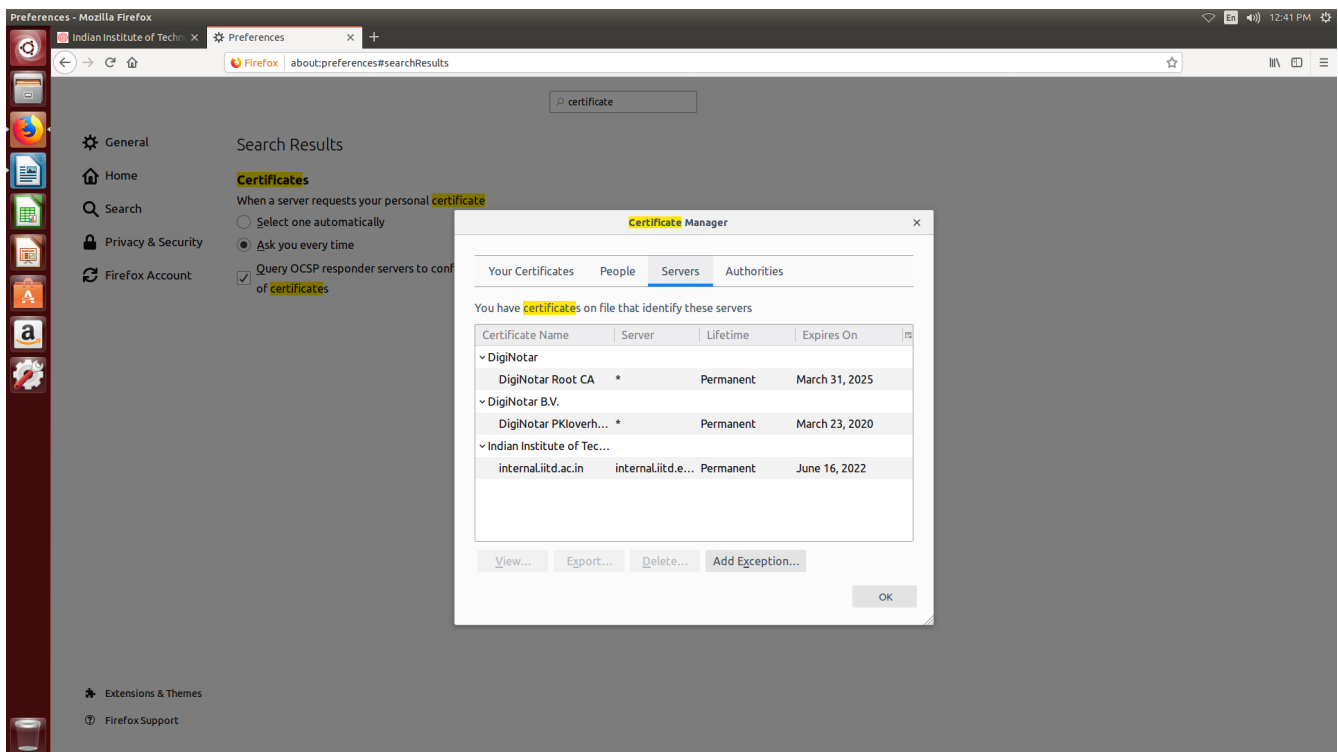 Preferences - Mozilla Firefox
En 12:41 PM
Indian Institute of Techn
Preferences
Firefox about:preferences#searchResults
certificate
General
Home
Search
Privacy & Security
Firefox Account
Search Results
Certificates
When a server requests your personal certificate
Select one automatically
Ask you every time
Query OCSP responder servers to conf
of certificates
Certificate Manager
Your Certificates People Servers Authorities
You have certificates on file that identify these servers
Certificate Name Server Lifetime Expires On
DigiNotar
DigiNotar Root CA * Permanent March 31, 2025
DigiNotar B.V.
DigiNotar PKIoverh... * Permanent March 23, 2020
Indian Institute of Tec...
internal.iitd.ac.in internal.iitd.e... Permanent June 16, 2022
View... Export... Delete... Add Exception...
OK
Extensions & Themes
Firefox Support